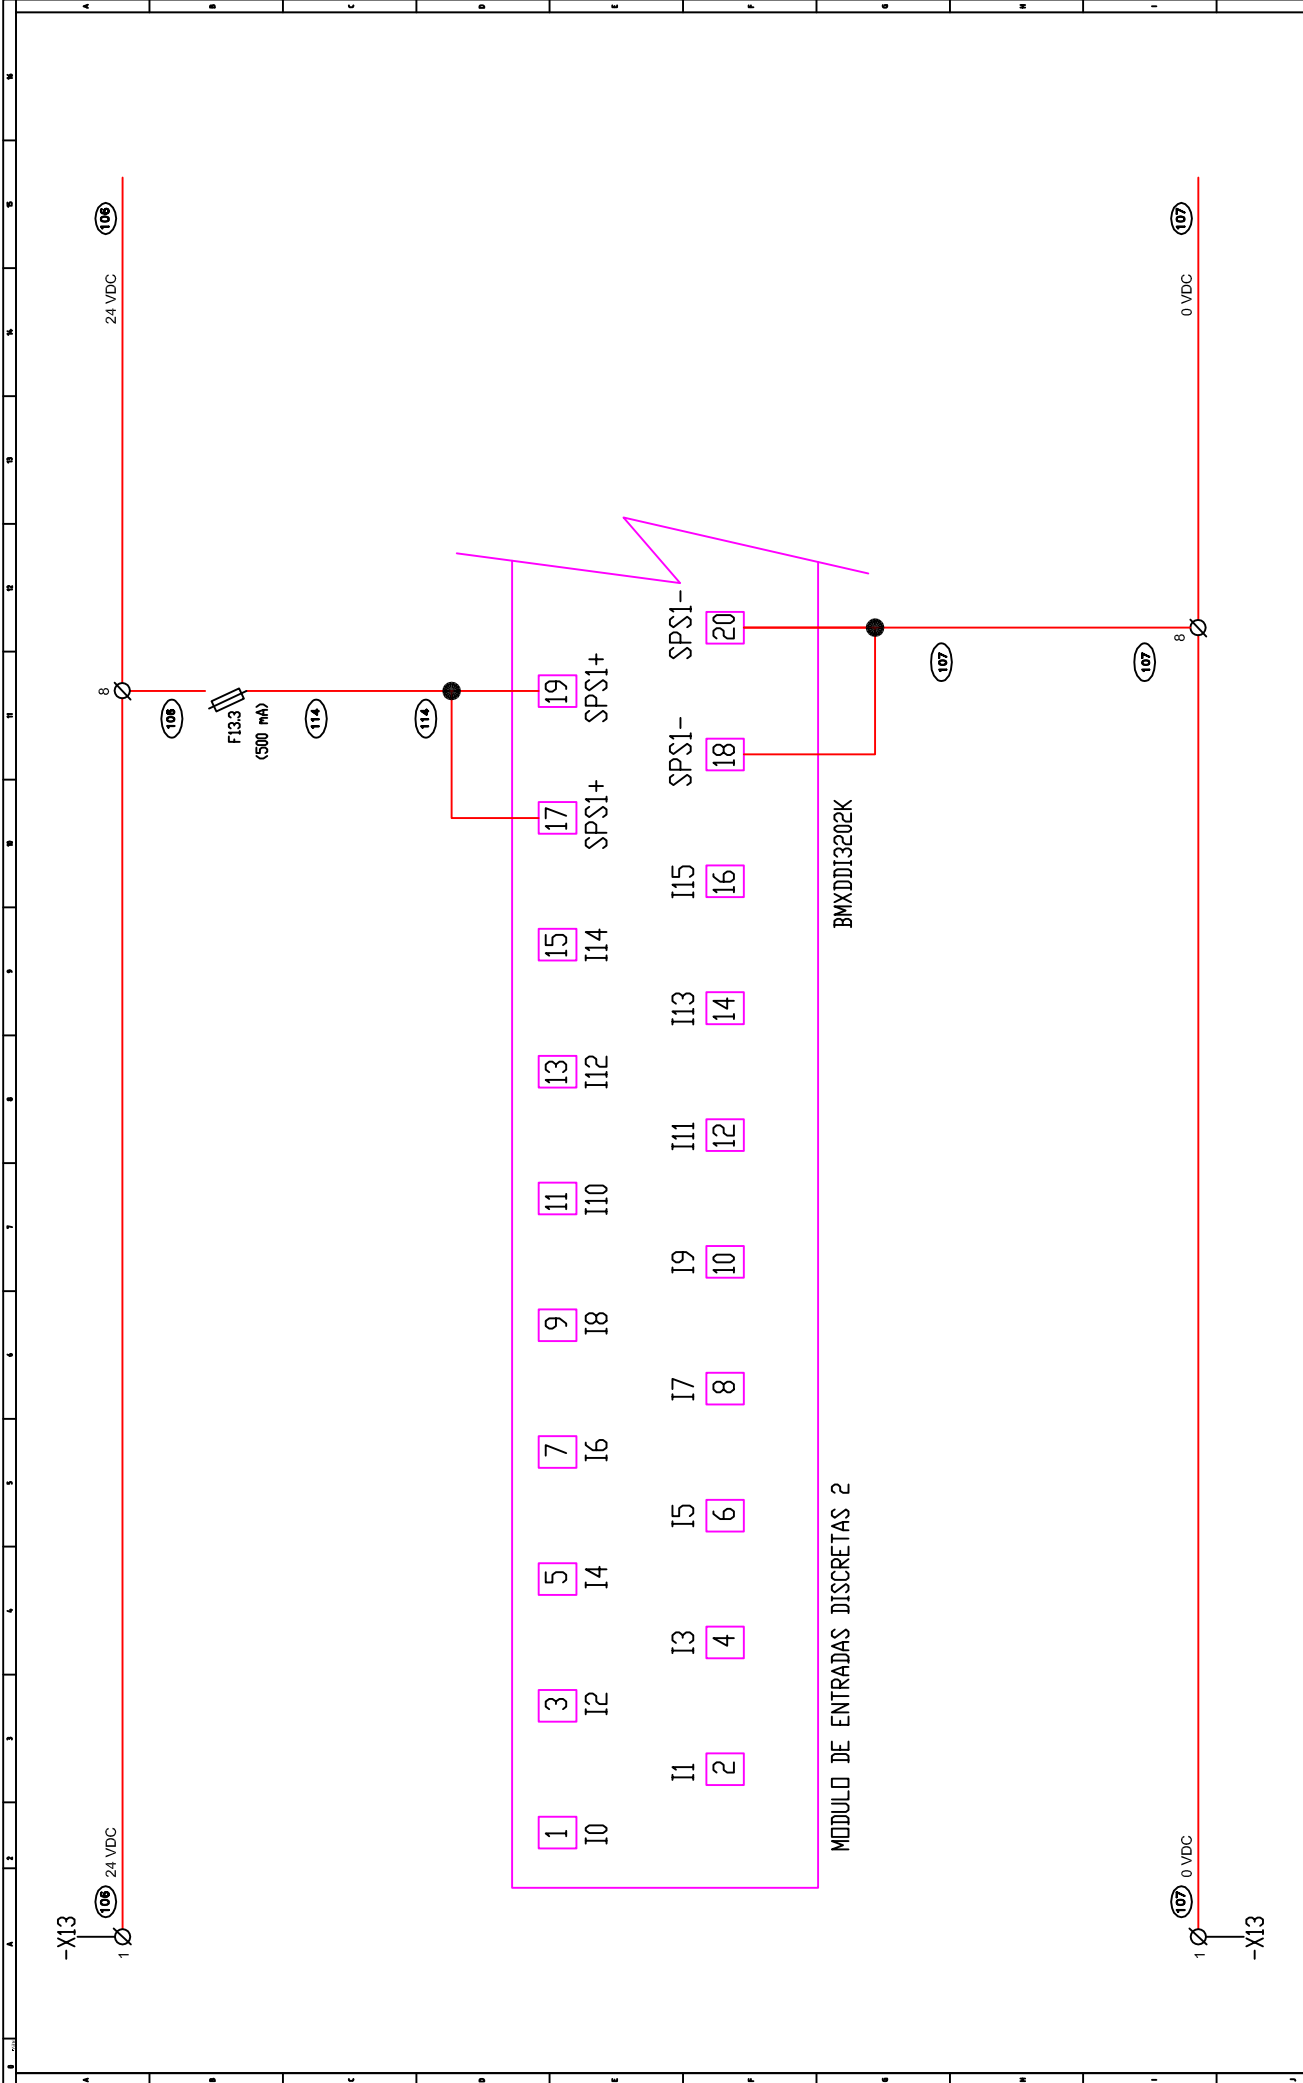 -X13
1
106
24 VDC
8
24 VDC
106
106
F13.3
(500 mA)
114
114
1
3
5
7
9
11
13
15
17
19
I0
I2
I4
I6
I8
I10
I12
I14
SPS1+
SPS1+
I1
I3
I5
I7
I9
I11
I13
I15
SPS1-
SPS1-
2
4
6
8
10
12
14
16
18
20
MODULO DE ENTRADAS DISCRETAS 2
BMXDDI3202K
107
107
1
107
0 VDC
8
0 VDC
107
-X13